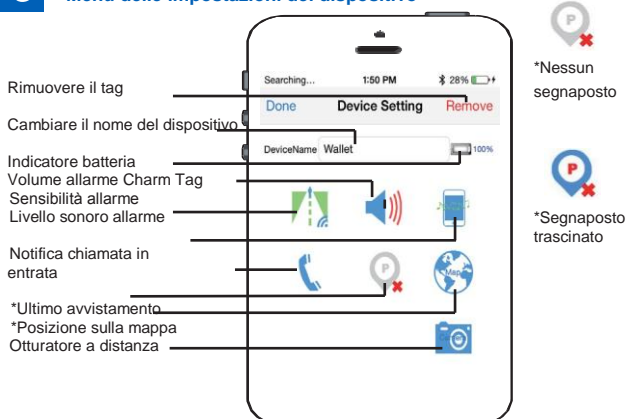 Menu delle impostazioni del dispositivo
Rimuovere il tag
Cambiare il nome del dispositivo
Indicatore batteria
Volume allarme Charm Tag
Sensibilità allarme
Livello sonoro allarme
Notifica chiamata in
entrata
*Ultimo avvistamento
*Posizione sulla mappa
Otturatore a distanza
Searching...
1:50 PM
28%
Done
Device Setting
Remove
DeviceName
Wallet
100%
P
Map
P
*Nessun
segnaposto
P
*Segnaposto
trascinato